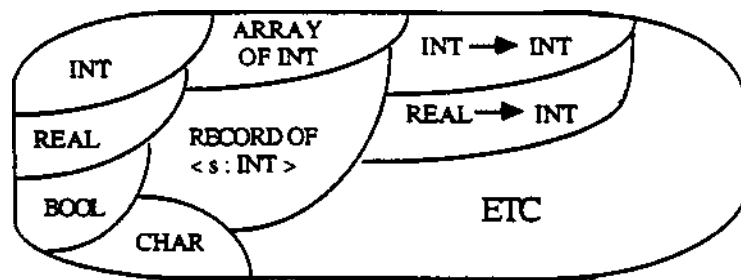 INT
ARRAY
OF INT
INT → INT
REAL
RECORD OF
< s : INT >
REAL → INT
BOOL
CHAR
ETC